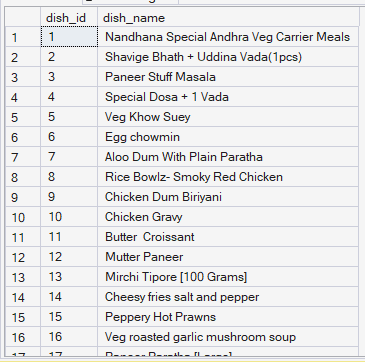 dish_id dish_name
1 1 Nandhana Special Andhra Veg Carrier Meals
2 2 Shavige Bhath + Uddina Vada(1pcs)
3 3 Paneer Stuff Masala
4 4 Special Dosa + 1 Vada
5 5 Veg Khow Suey
6 6 Egg chowmin
7 7 Aloo Dum With Plain Paratha
8 8 Rice Bowlz- Smoky Red Chicken
9 9 Chicken Dum Biriyani
10 10 Chicken Gravy
11 11 Butter  Croissant
12 12 Mutter Paneer
13 13 Mirchi Tipore [100 Grams]
14 14 Cheesy fries salt and pepper
15 15 Peppery Hot Prawns
16 16 Veg roasted garlic mushroom soup
17 17 Paneer Paratha [Large]